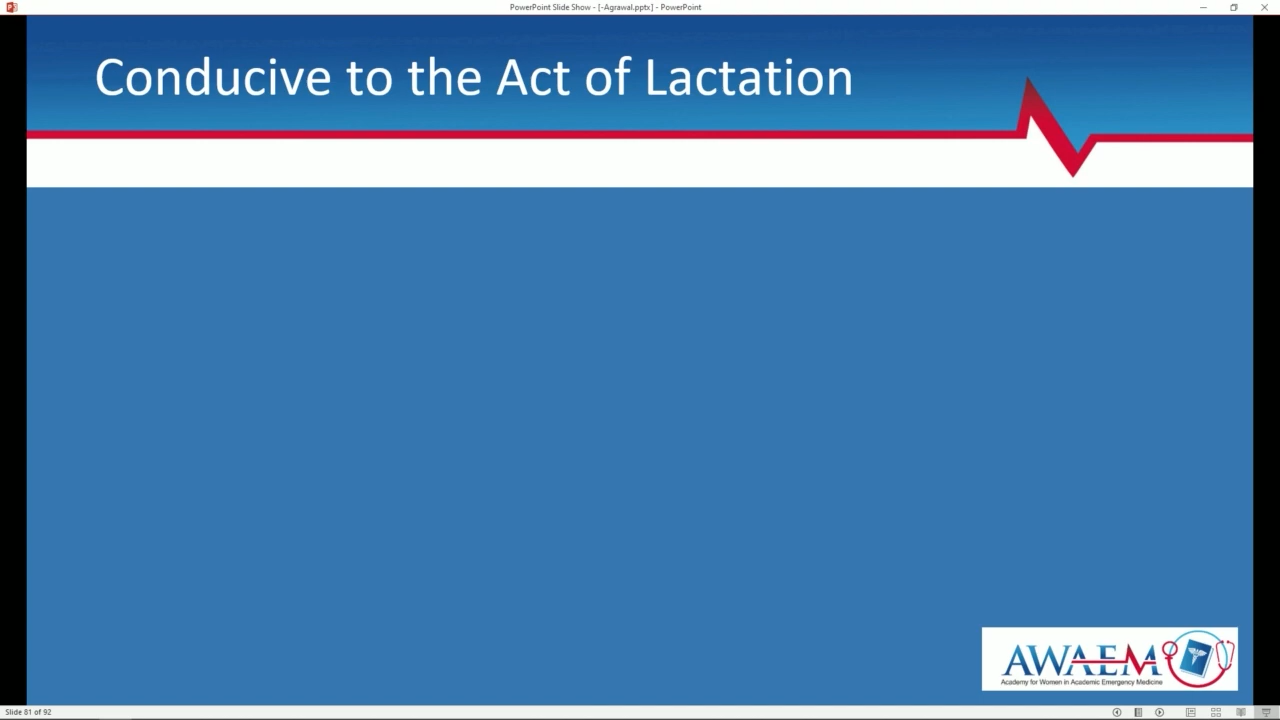 PowerPoint Slide Show - [-Agrawal.pptx] - PowerPoint
Conducive to the Act of Lactation
AWAEM
Academy for Women in Academic Emergency Medicine
Slide 81 of 92